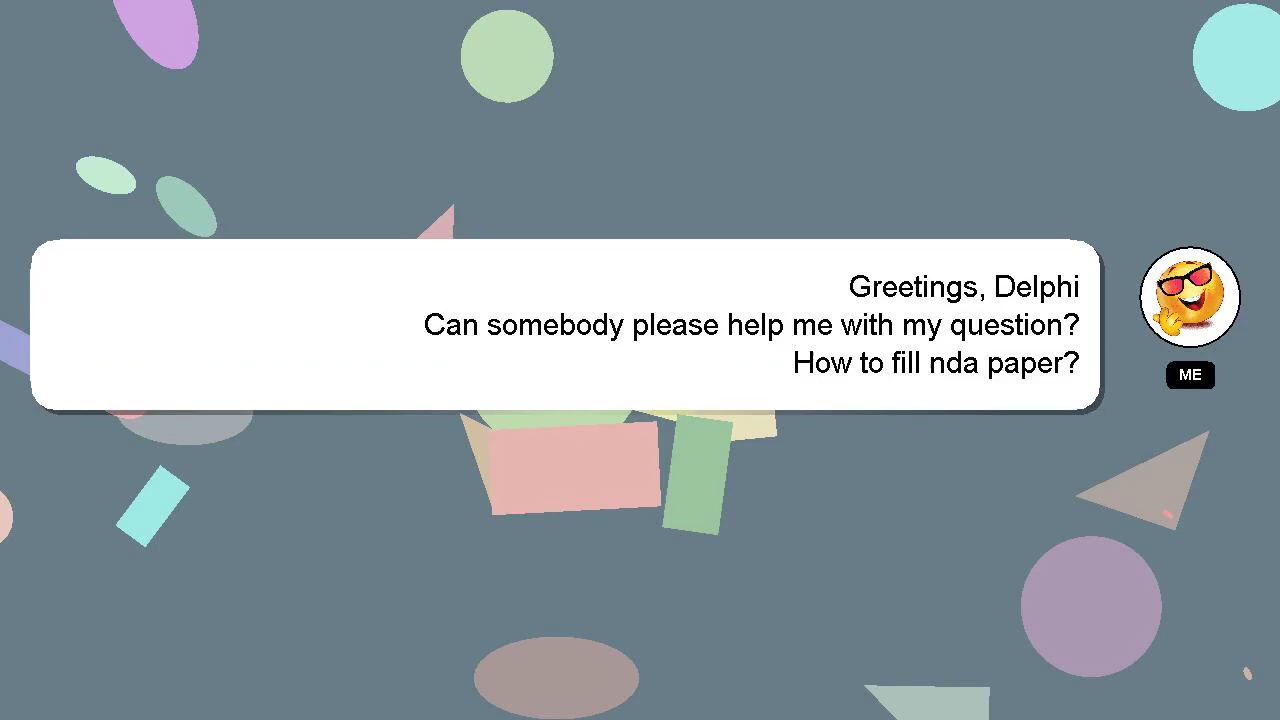 Greetings, Delphi
Can somebody please help me with my question?
How to fill nda paper?
ME